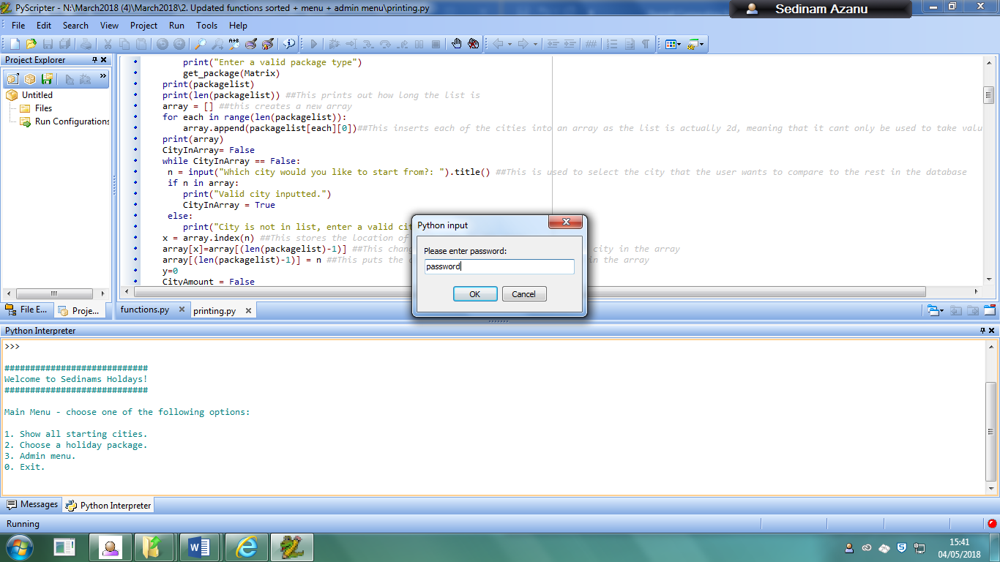 PyScripter - N:\March2018 (4)\March2018\2. Updated functions sorted + menu + admin menu\printing.py
Sedinam Azanu
File Edit Search View Project Run Tools Help
Project Explorer
Untitled
Files
Run Configurations
File E... Proje...
print("Enter a valid package type")
get_package(Matrix)
print(packagelist)
print(len(packagelist)) ##This prints out how long the list is
array = [] ##this creates a new array
for each in range(len(packagelist)):
array.append(packagelist[each][0])##This inserts each of the cities into an array as the list is actually 2d, meaning that it cant only be used to take valu
print(array)
CityInArray= False
while CityInArray == False:
n = input("Which city would you like to start from?: ").title() ##This is used to select the city that the user wants to compare to the rest in the database
if n in array:
print("Valid city inputted.")
CityInArray = True
else:
print("City is not in list, enter a valid cit
x = array.index(n) ##This stores the location of
array[x]=array[(len(packagelist)-1)] ##This chang city in the array
array[(len(packagelist)-1)] = n ##This puts the c in the array
y=0
CityAmount = False
functions.py printing.py
Python input
Please enter password:
password
OK Cancel
Python Interpreter
>>>
############################
Welcome to Sedinams Holdays!
############################
Main Menu - choose one of the following options:
1. Show all starting cities.
2. Choose a holiday package.
3. Admin menu.
0. Exit.
Messages Python Interpreter
Running
15:41
04/05/2018